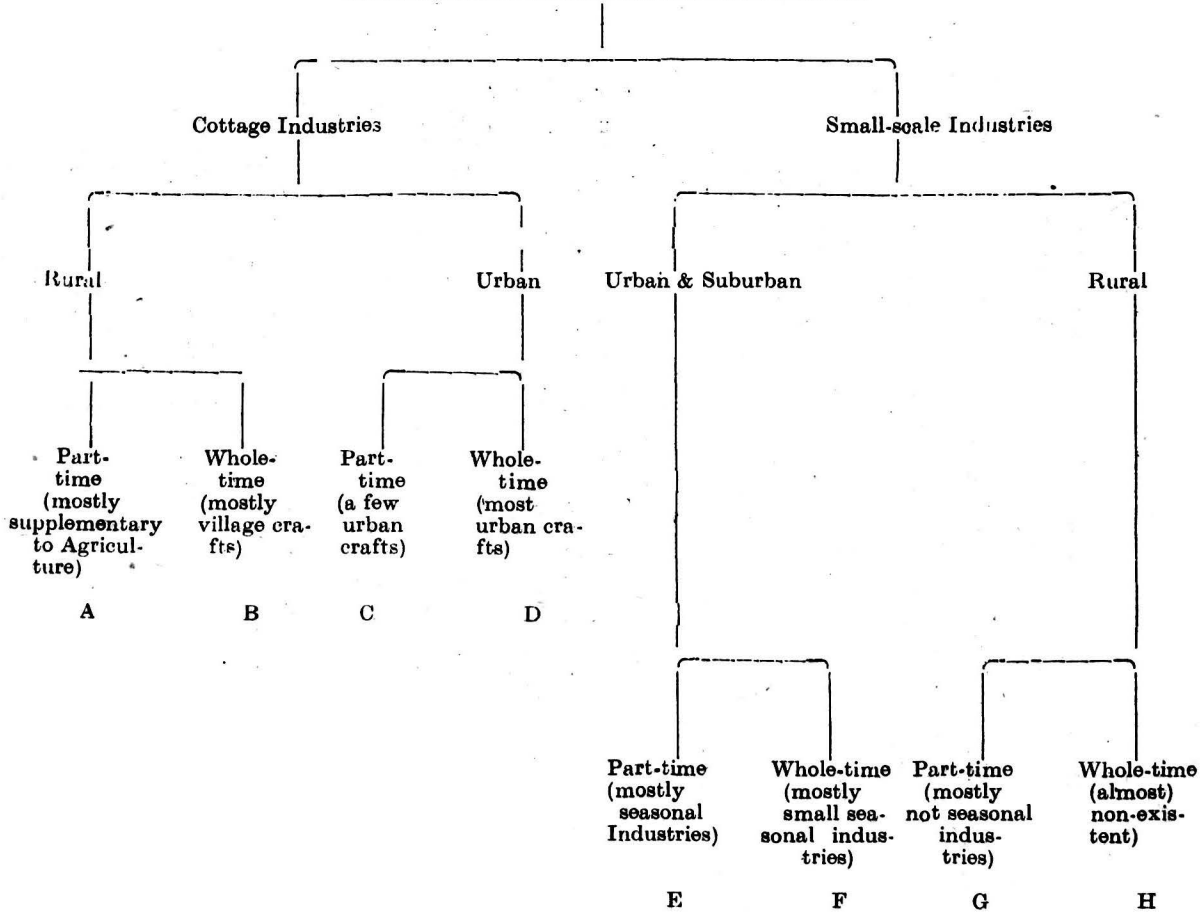 Cottage Industries
Small-scale Industries
Rural
Urban
Urban & Suburban
Rural
Part-
time
(mostly
supplementary
to Agricul-
ture)
Whole-
time
(mostly
village cra-
fts)
Part-
time
(a few
urban
crafts)
Whole-
time
(most
urban cra-
fts)
A
B
C
D
Part-time
(mostly
seasonal
Industries)
Whole-time
(mostly
small sea-
sonal indus-
tries)
Part-time
(mostly
not seasonal
indus-
tries)
Whole-time
(almost)
non-exis-
tent)
E
F
G
H